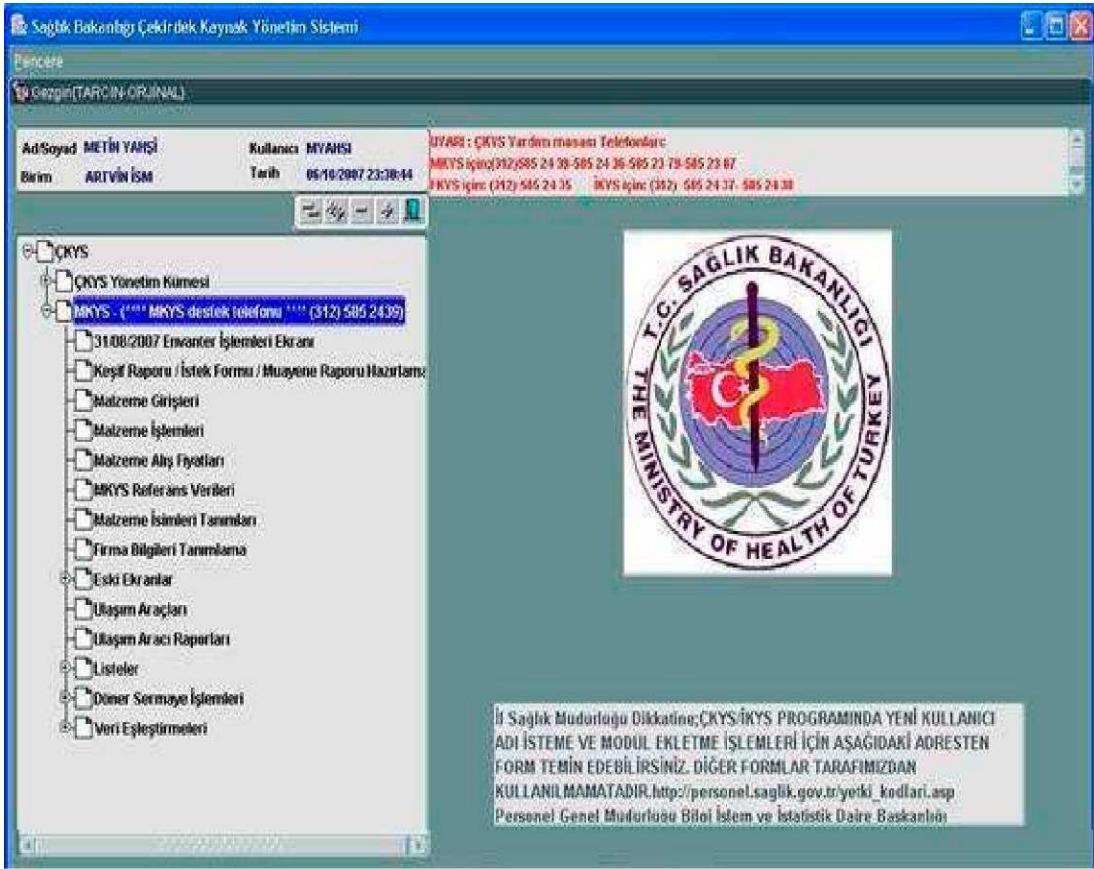 Sağlık Bakanlığı Çekirdek Kaynak Yönetim Sistemi
Pencere
Gezgin(TARCIN-ORJINAL)
Ad/Soyad METİN YAHŞİ Kullanıcı MYAHSI
Birim ARTVİN İSM Tarih 06/10/2007 23:38:44
UYARI : ÇKYS Yardım masası Telefonları:
MKYS için:(312)585 24 39-585 24 36-585 23 79-585 23 67
FKYS için: (312) 585 24 35 İKYS için: (312) 585 24 37- 585 24 38
ÇKYS
ÇKYS Yönetim Kümesi
MKYS - (**** MKYS destek telefonu **** (312) 585 2439)
31/08/2007 Envanter İşlemleri Ekranı
Keşif Raporu / İstek Formu / Muayene Raporu Hazırlama
Malzeme Girişleri
Malzeme İşlemleri
Malzeme Alış Fiyatları
MKYS Referans Verileri
Malzeme İsimleri Tanımları
Firma Bilgileri Tanımlama
Eski Ekranlar
Ulaşım Araçları
Ulaşım Aracı Raporları
Listeler
Döner Sermaye İşlemleri
Veri Eşleştirmeleri
T.C. SAĞLIK BAKANLIĞI
THE MINISTRY OF HEALTH OF TURKEY
İl Sağlık Müdürlüğü Dikkatine;ÇKYS/İKYS PROGRAMINDA YENİ KULLANICI
ADI İSTEME VE MODÜL EKLETME İŞLEMLERİ İÇİN AŞAĞIDAKİ ADRESTEN
FORM TEMİN EDEBİLİRSİNİZ. DİĞER FORMLAR TARAFIMIZDAN
KULLANILMAMATADIR.http://personel.saglik.gov.tr/yetki_kodlari.asp
Personel Genel Müdürlüğü Bilgi İşlem ve İstatistik Daire Başkanlığı